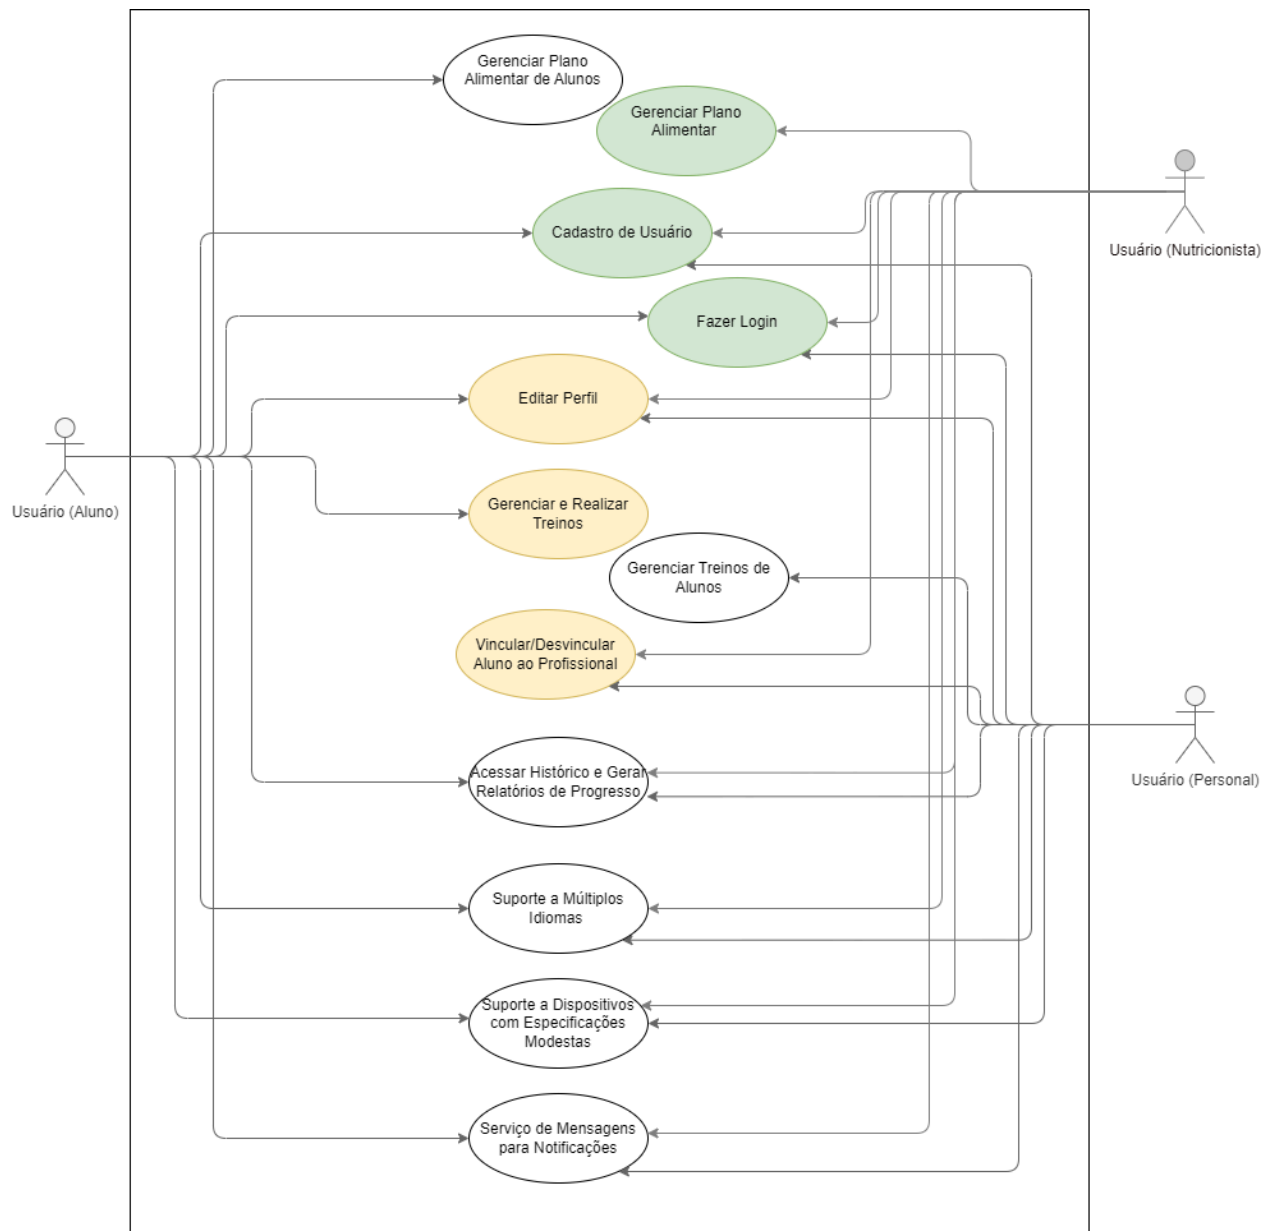 Gerenciar Plano
Alimentar de Alunos
Gerenciar Plano
Alimentar
Cadastro de Usuário
Usuário (Nutricionista)
Fazer Login
Editar Perfil
Usuário (Aluno)
Gerenciar e Realizar
Treinos
Gerenciar Treinos de
Alunos
Vincular/Desvincular
Aluno ao Profissional
Acessar Histórico e Gerar
Relatórios de Progresso
Usuário (Personal)
Suporte a Múltiplos
Idiomas
Suporte a Dispositivos
com Especificações
Modestas
Serviço de Mensagens
para Notificações